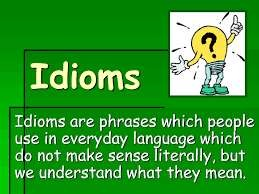 Idioms
?
Idioms are phrases which people
use in everyday language which
do not make sense literally, but
we understand what they mean.